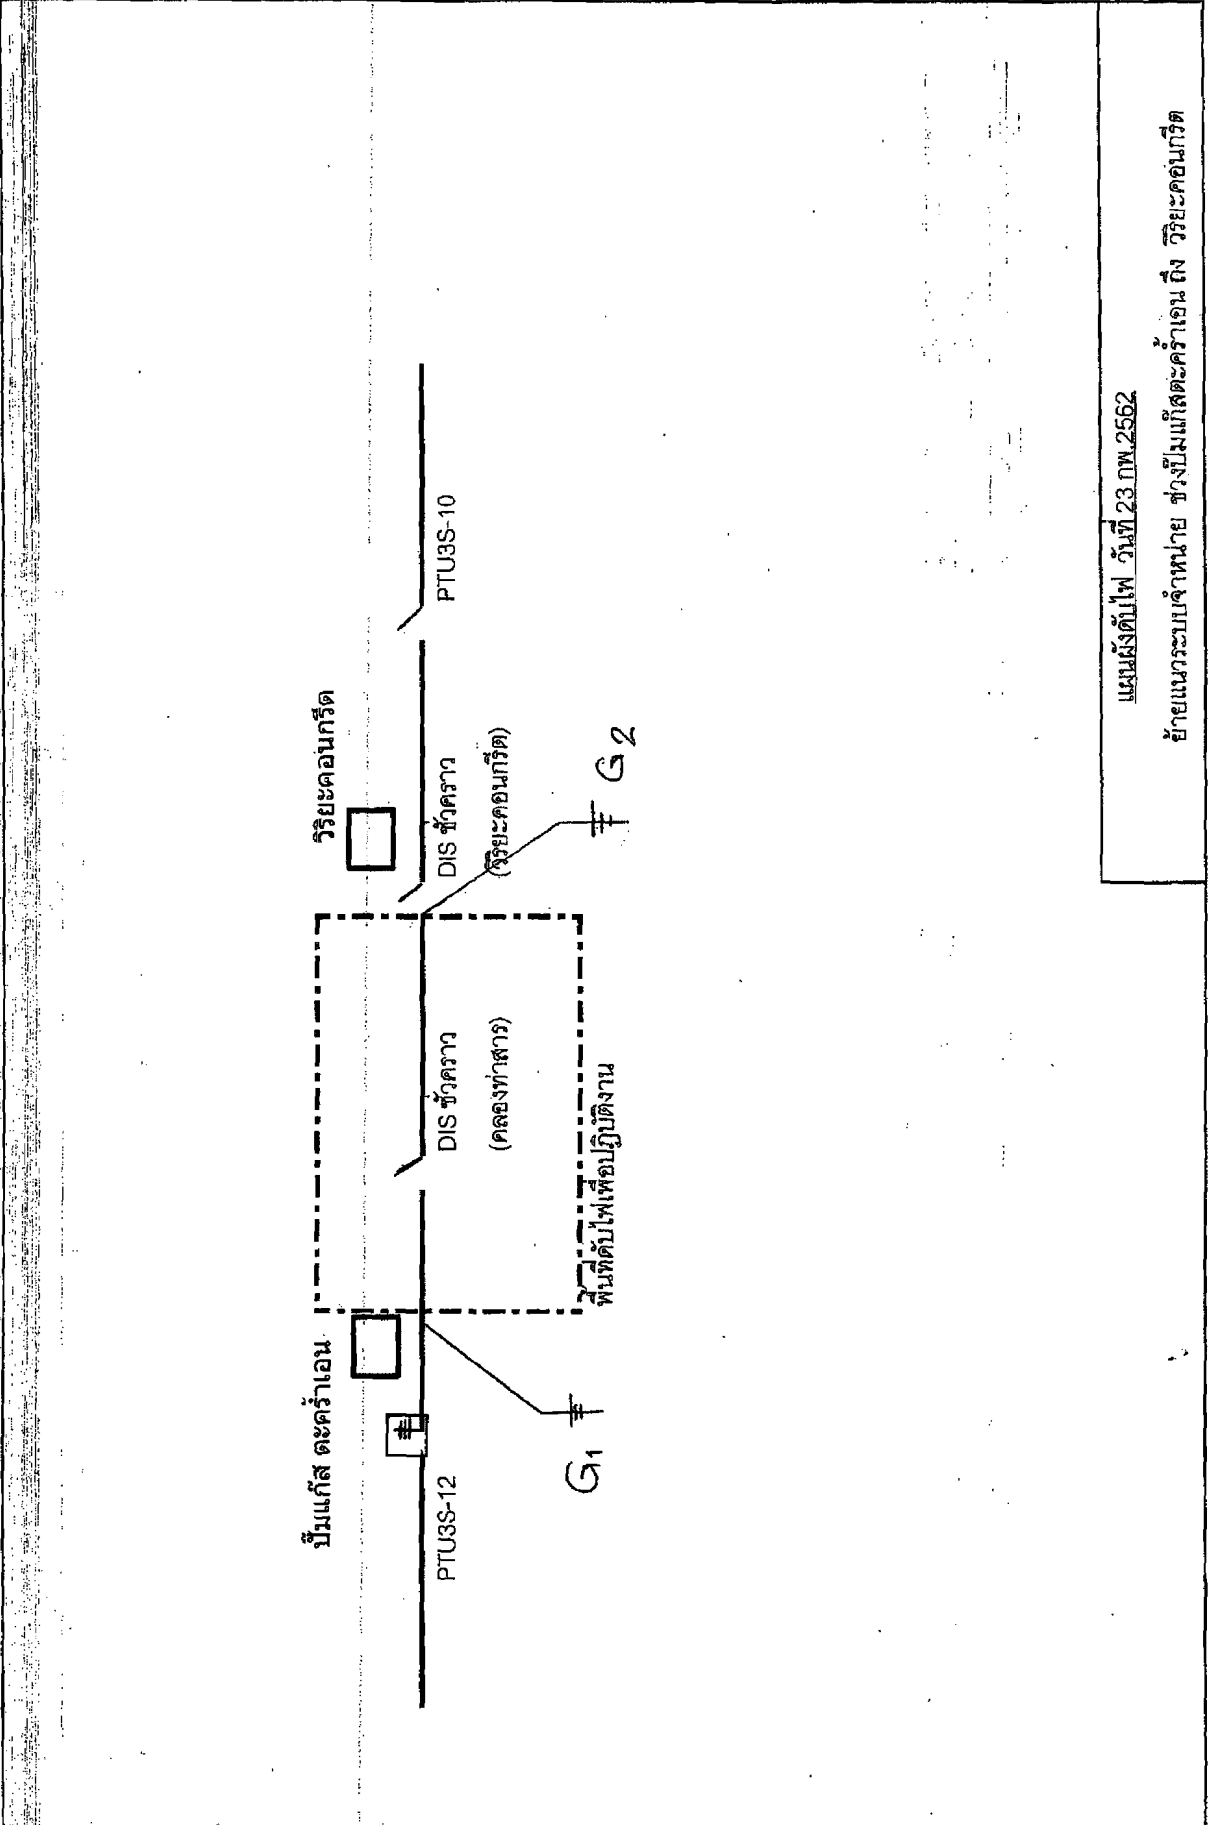 ปั๊มแก๊ส ตะคร้ำเอน
วิริยะคอนกรีต
PTU3S-12
DIS ชั่วคราว
(คลองท่าสาร)
DIS ชั่วคราว
(วิริยะคอนกรีต)
PTU3S-10
G1
G2
พื้นที่ดับไฟเพื่อปฏิบัติงาน
แผนผังดับไฟ วันที่ 23 กพ.2562
ย้ายแนวระบบจำหน่าย ช่วงปั๊มแก๊สตะคร้ำเอน ถึง วิริยะคอนกรีต